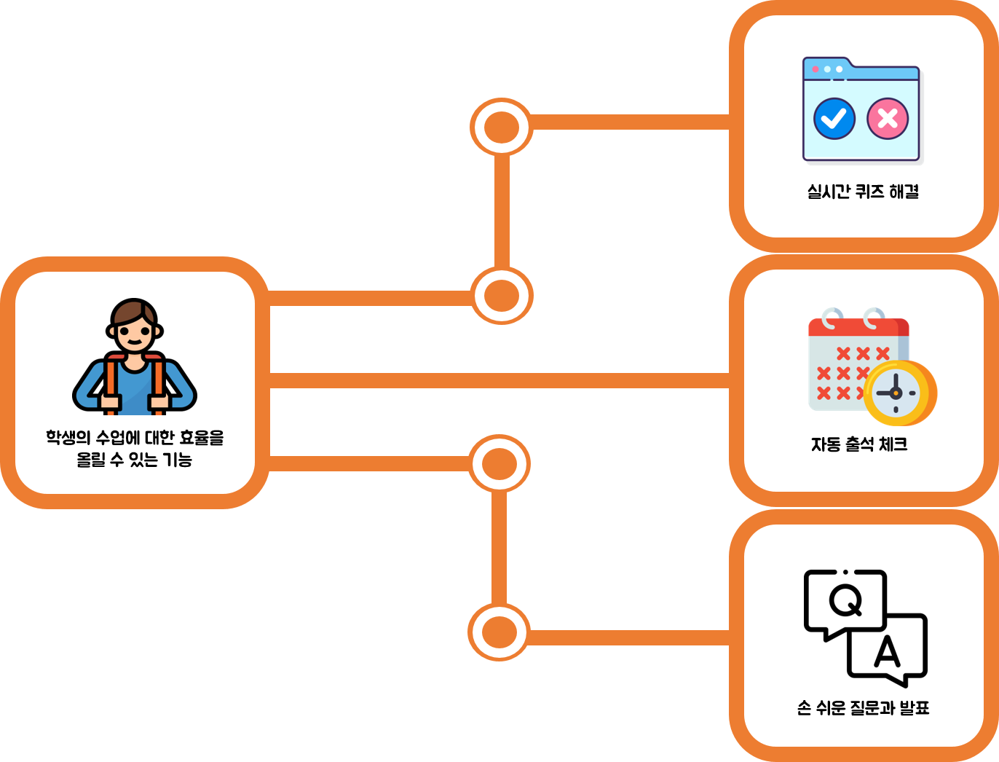 실시간 퀴즈 해결
학생의 수업에 대한 효율을
올릴 수 있는 기능
자동 출석 체크
Q
A
손 쉬운 질문과 발표